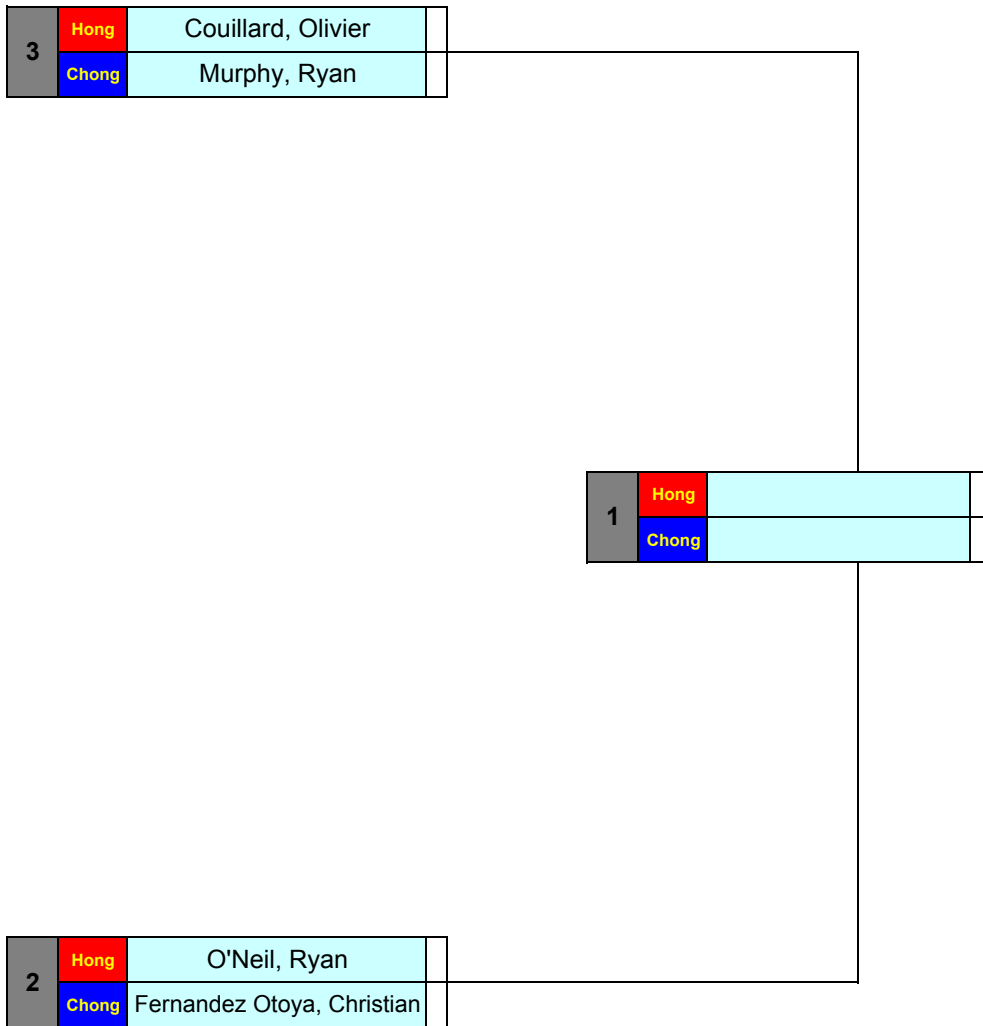 3
Hong Couillard, Olivier
Chong Murphy, Ryan
1
Hong
Chong
2
Hong O'Neil, Ryan
Chong Fernandez Otoya, Christian